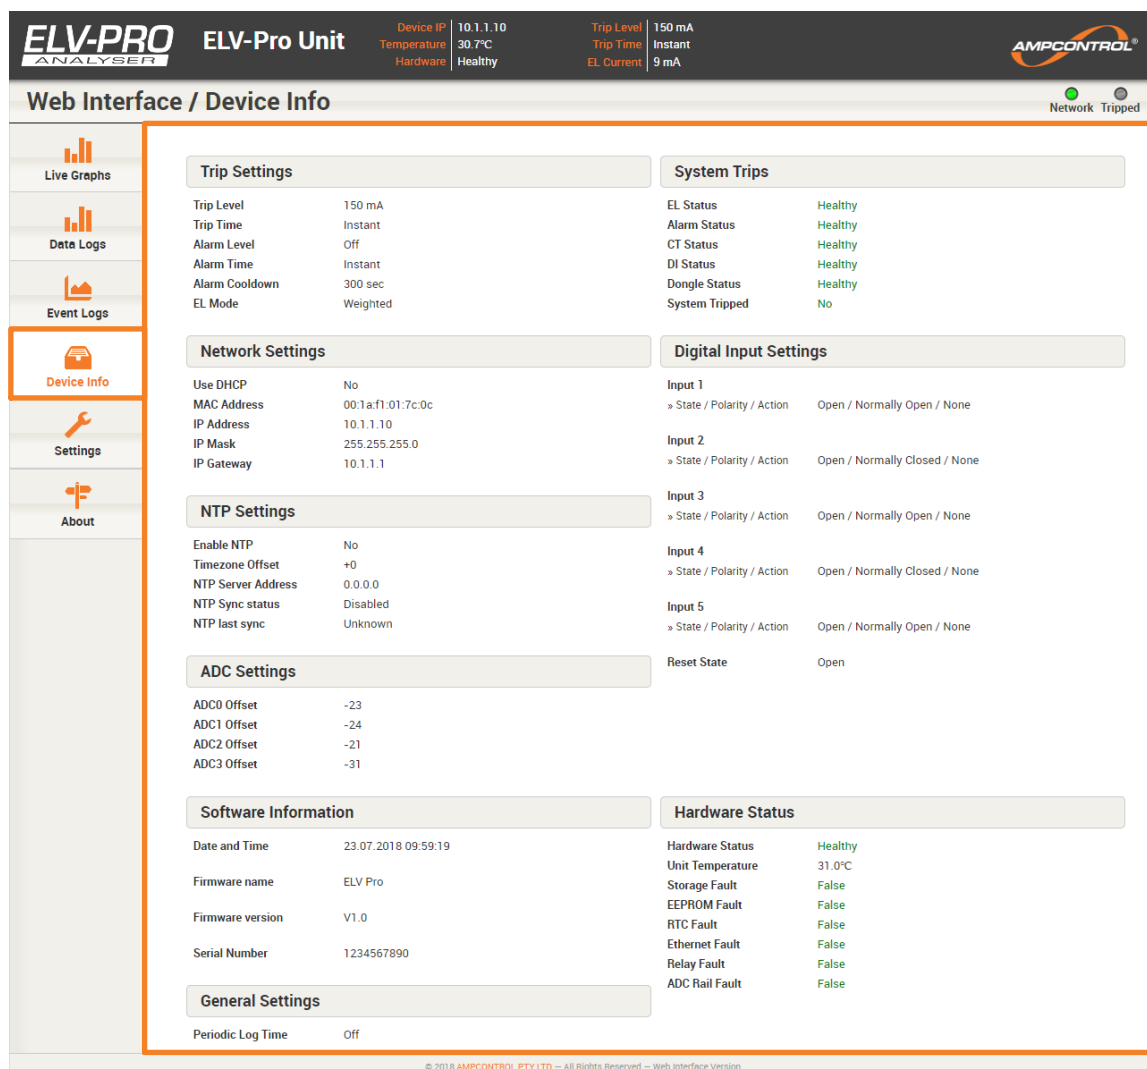 ELV-PRO
ANALYSER
ELV-Pro Unit
Device IP 10.1.1.10
Temperature 30.7ºC
Hardware Healthy
Trip Level 150 mA
Trip Time Instant
EL Current 9 mA
AMPCONTROL®
Web Interface / Device Info
Network Tripped
Live Graphs
Data Logs
Event Logs
Device Info
Settings
About
Trip Settings
Trip Level 150 mA
Trip Time Instant
Alarm Level Off
Alarm Time Instant
Alarm Cooldown 300 sec
EL Mode Weighted
Network Settings
Use DHCP No
MAC Address 00:1a:f1:01:7c:0c
IP Address 10.1.1.10
IP Mask 255.255.255.0
IP Gateway 10.1.1.1
NTP Settings
Enable NTP No
Timezone Offset +0
NTP Server Address 0.0.0.0
NTP Sync status Disabled
NTP last sync Unknown
ADC Settings
ADC0 Offset -23
ADC1 Offset -24
ADC2 Offset -21
ADC3 Offset -31
Software Information
Date and Time 23.07.2018 09:59:19
Firmware name ELV Pro
Firmware version V1.0
Serial Number 1234567890
General Settings
Periodic Log Time Off
System Trips
EL Status Healthy
Alarm Status Healthy
CT Status Healthy
DI Status Healthy
Dongle Status Healthy
System Tripped No
Digital Input Settings
Input 1
» State / Polarity / Action Open / Normally Open / None
Input 2
» State / Polarity / Action Open / Normally Closed / None
Input 3
» State / Polarity / Action Open / Normally Open / None
Input 4
» State / Polarity / Action Open / Normally Closed / None
Input 5
» State / Polarity / Action Open / Normally Open / None
Reset State Open
Hardware Status
Hardware Status Healthy
Unit Temperature 31.0ºC
Storage Fault False
EEPROM Fault False
RTC Fault False
Ethernet Fault False
Relay Fault False
ADC Rail Fault False
© 2018 AMPCONTROL PTY LTD — All Rights Reserved — Web Interface Version